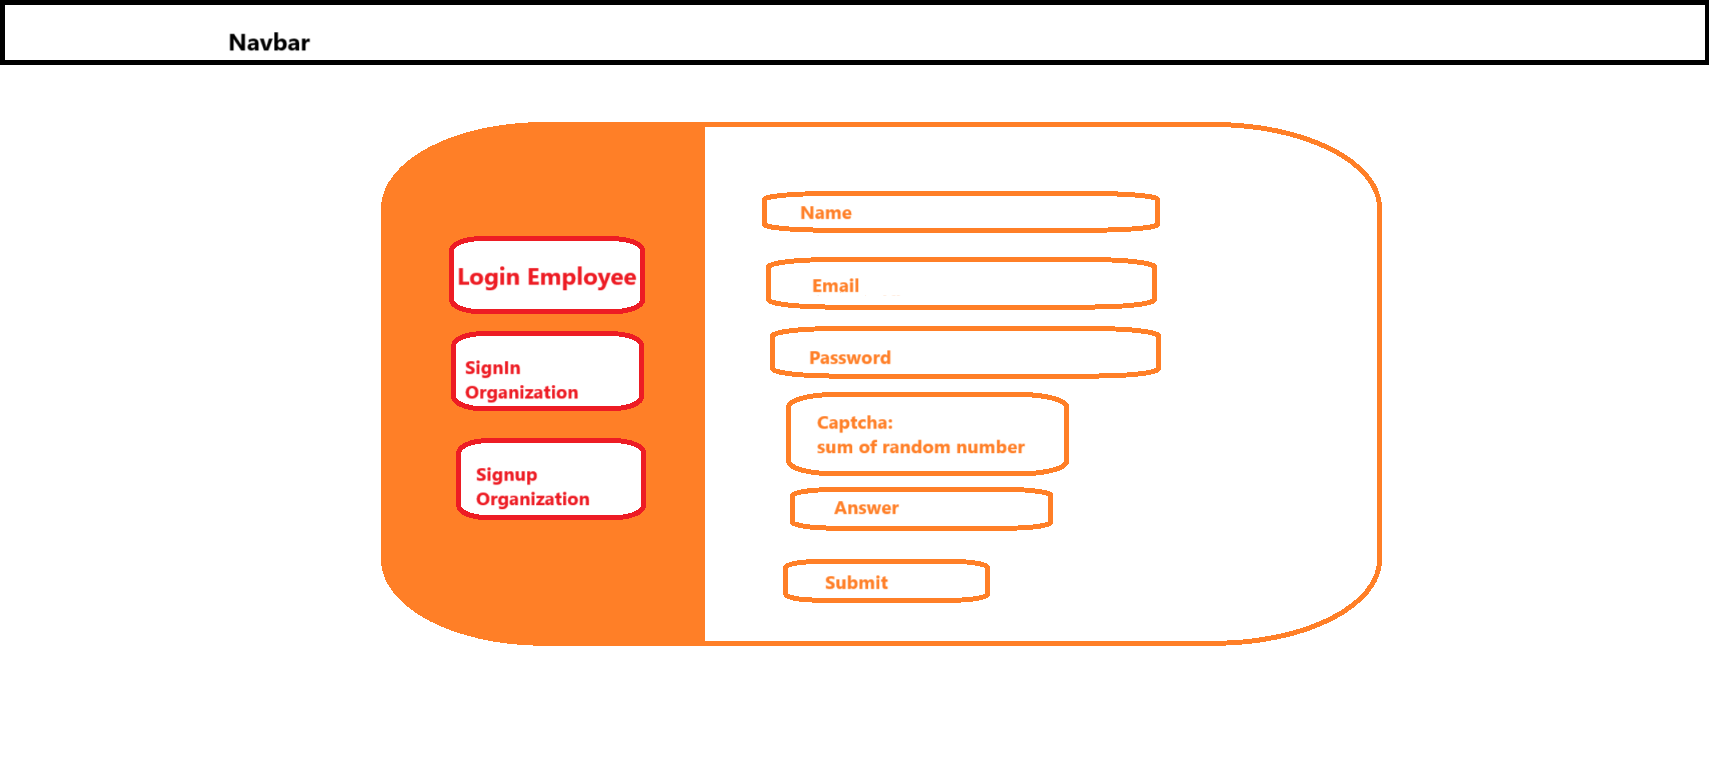 Navbar
Login Employee
SignIn
Organization
Signup
Organization
Name
Email
Password
Captcha:
sum of random number
Answer
Submit